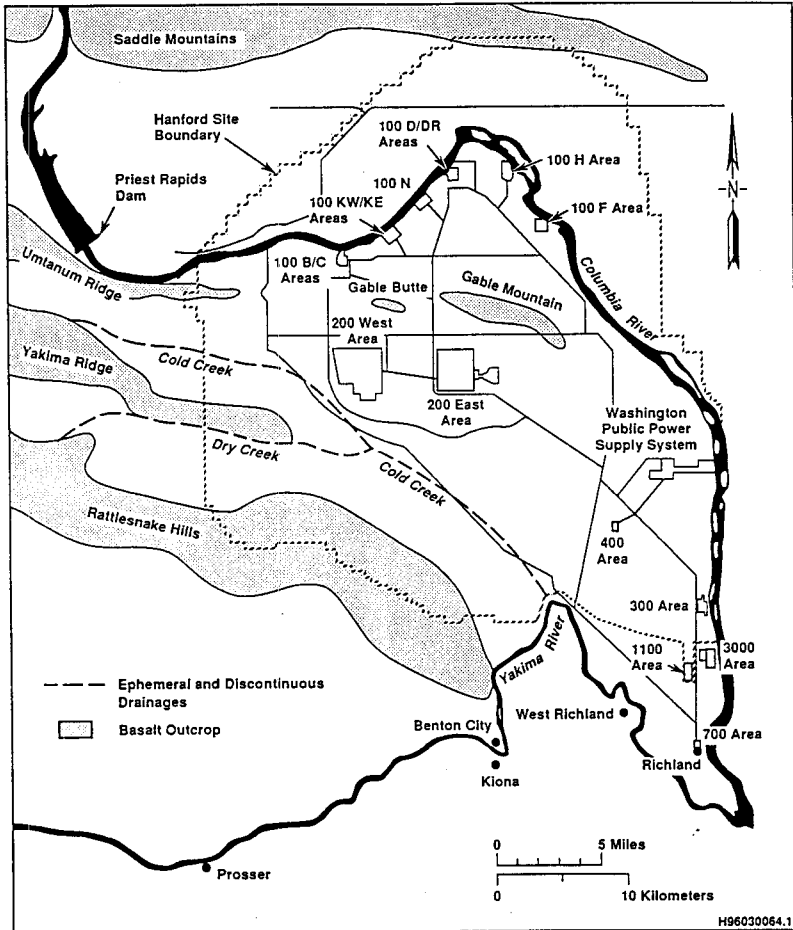 Saddle Mountains
Hanford Site
Boundary
Priest Rapids
Dam
100 D/DR
Areas
100 H Area
100 N
100 KW/KE
Areas
100 F Area
-N-
Umtanum Ridge
100 B/C
Areas
Gable Butte
Gable Mountain
Columbia River
200 West
Area
Cold Creek
Yakima Ridge
200 East
Area
Washington
Public Power
Supply System
Dry Creek
Cold Creek
Rattlesnake Hills
400
Area
300 Area
1100
Area
3000
Area
Yakima River
Ephemeral and Discontinuous
Drainages
Basalt Outcrop
Benton City
West Richland
700 Area
Richland
Kiona
Prosser
0 5 Miles
0 10 Kilometers
H96030064.1